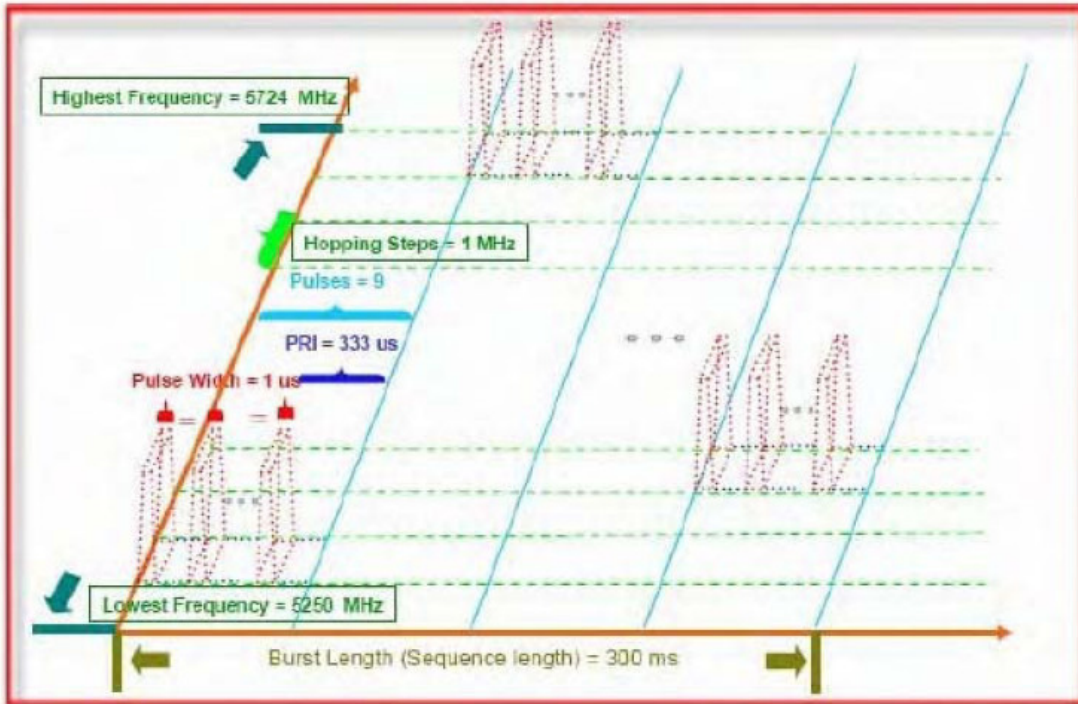 Highest Frequency = 5724 MHz
Hopping Steps = 1 MHz
Pulses = 9
PRI = 333 us
Pulse Width = 1 us
Lowest Frequency = 5250 MHz
Burst Length (Sequence length) = 300 ms